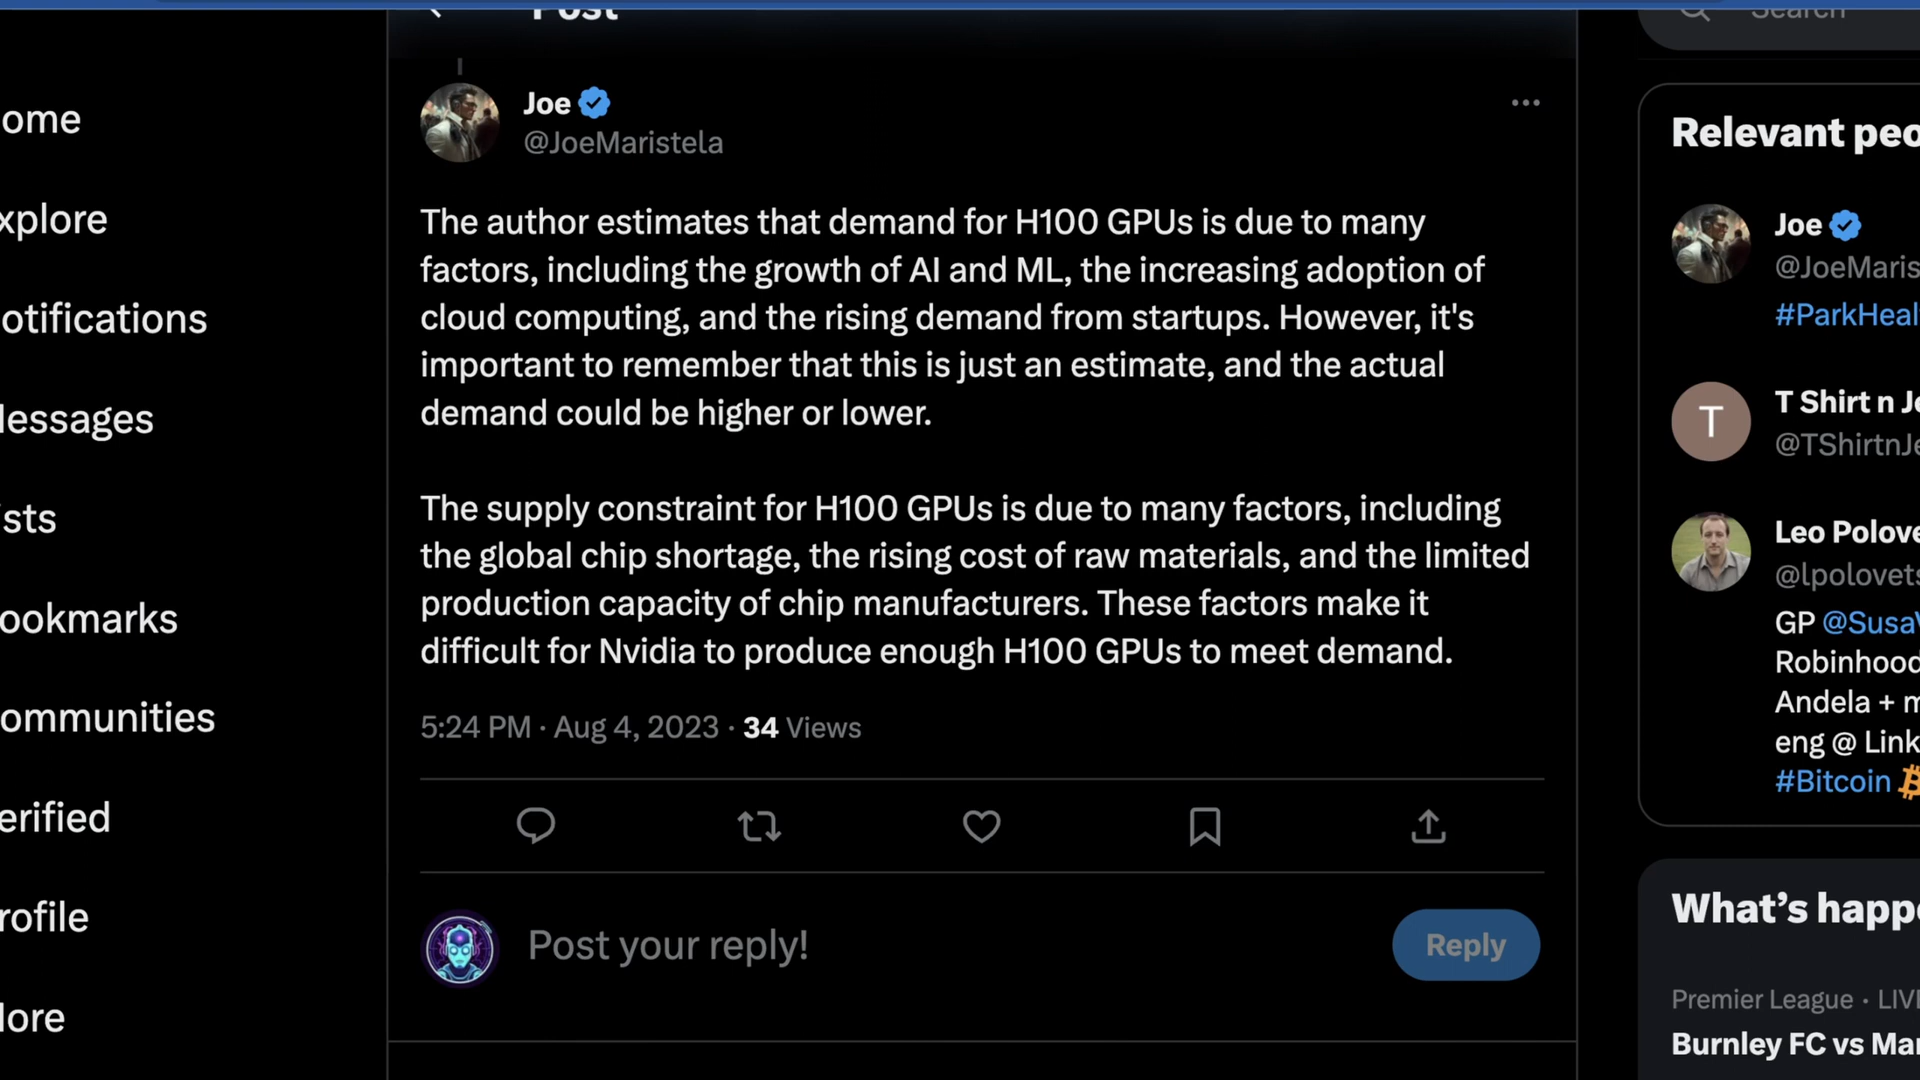 Post
Search
ome
xplore
otifications
essages
ists
ookmarks
ommunities
erified
rofile
ore
Joe
@JoeMaristela
The author estimates that demand for H100 GPUs is due to many
factors, including the growth of AI and ML, the increasing adoption of
cloud computing, and the rising demand from startups. However, it's
important to remember that this is just an estimate, and the actual
demand could be higher or lower.
The supply constraint for H100 GPUs is due to many factors, including
the global chip shortage, the rising cost of raw materials, and the limited
production capacity of chip manufacturers. These factors make it
difficult for Nvidia to produce enough H100 GPUs to meet demand.
5:24 PM · Aug 4, 2023 · 34 Views
Post your reply!
Reply
Relevant peo
Joe
@JoeMaris
#ParkHeal
T
T Shirt n Je
@TShirtnJe
Leo Polove
@lpolovets
GP @SusaV
Robinhood
Andela + m
eng @ Link
#Bitcoin
What's happe
Premier League · LIVE
Burnley FC vs Man